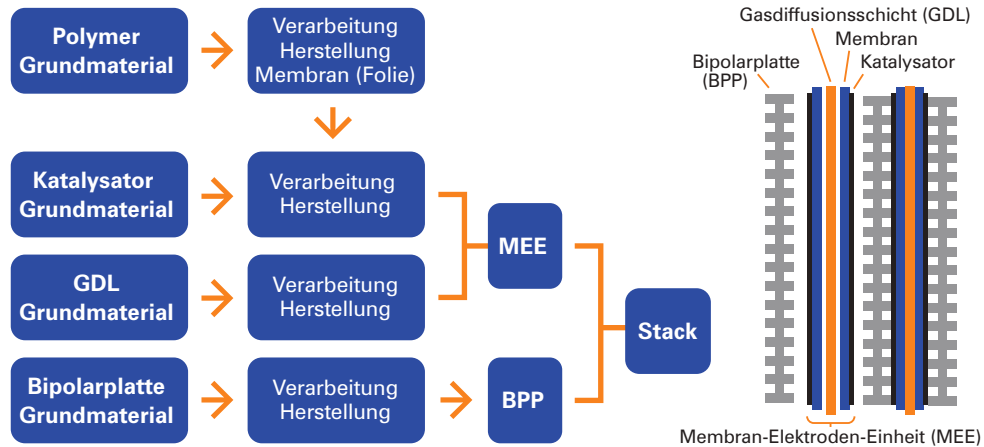 Polymer
Grundmaterial
Verarbeitung
Herstellung
Membran (Folie)
Katalysator
Grundmaterial
Verarbeitung
Herstellung
GDL
Grundmaterial
Verarbeitung
Herstellung
MEE
Bipolarplatte
Grundmaterial
Verarbeitung
Herstellung
BPP
Stack
Gasdiffusionsschicht (GDL)
Membran
Katalysator
Bipolarplatte
(BPP)
Membran-Elektroden-Einheit (MEE)